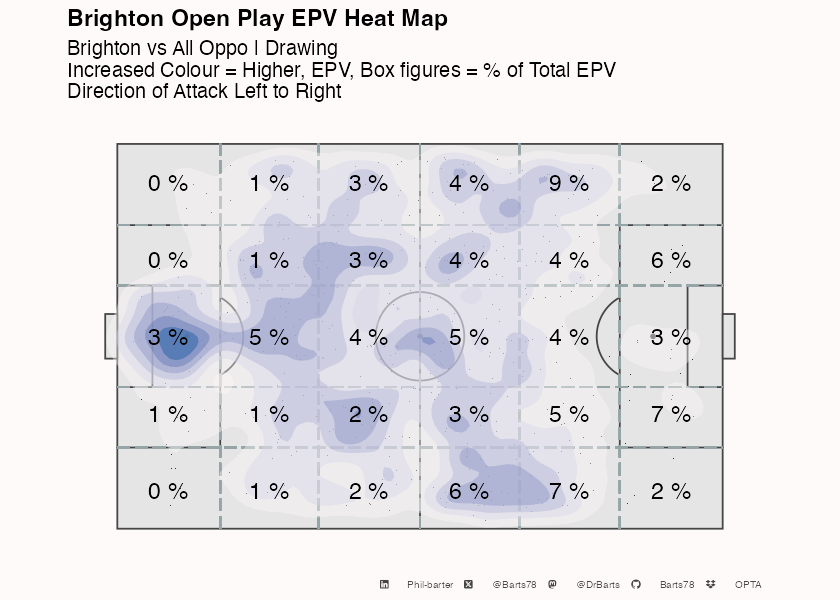 Brighton Open Play EPV Heat Map
Brighton vs All Oppo | Drawing
Increased Colour = Higher, EPV, Box figures = % of Total EPV
Direction of Attack Left to Right
0 % 1 % 3 % 4 % 9 % 2 %
0 % 1 % 3 % 4 % 4 % 6 %
3 % 5 % 4 % 5 % 4 % 3 %
1 % 1 % 2 % 3 % 5 % 7 %
0 % 1 % 2 % 6 % 7 % 2 %
Phil-barter @Barts78 @DrBarts Barts78 OPTA